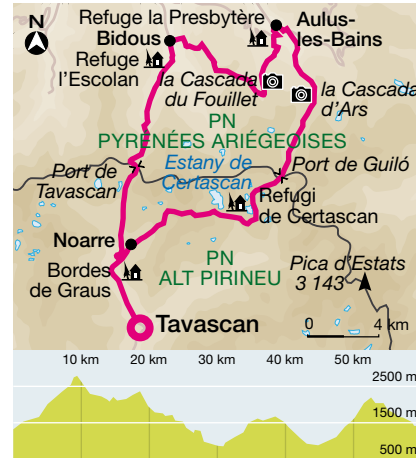 Refuge la Presbytère
Aulus-
les-Bains
02
N
Bidous
Refuge
l’Escolan
la Cascada
du Fouillet
la Cascada
d’Ars
PN
PYRENÉES ARIÉGEOISES
Port de
Tavascan
Estany de
Certascan
Port de Guiló
Refugi
de Certascan
Noarre
Bordes
de Graus
PN
ALT PIRINEU
Pica d’Estats
3 143
Tavascan
0 4 km
10 km 20 km 30 km 40 km 50 km
2500 m
1500 m
500 m